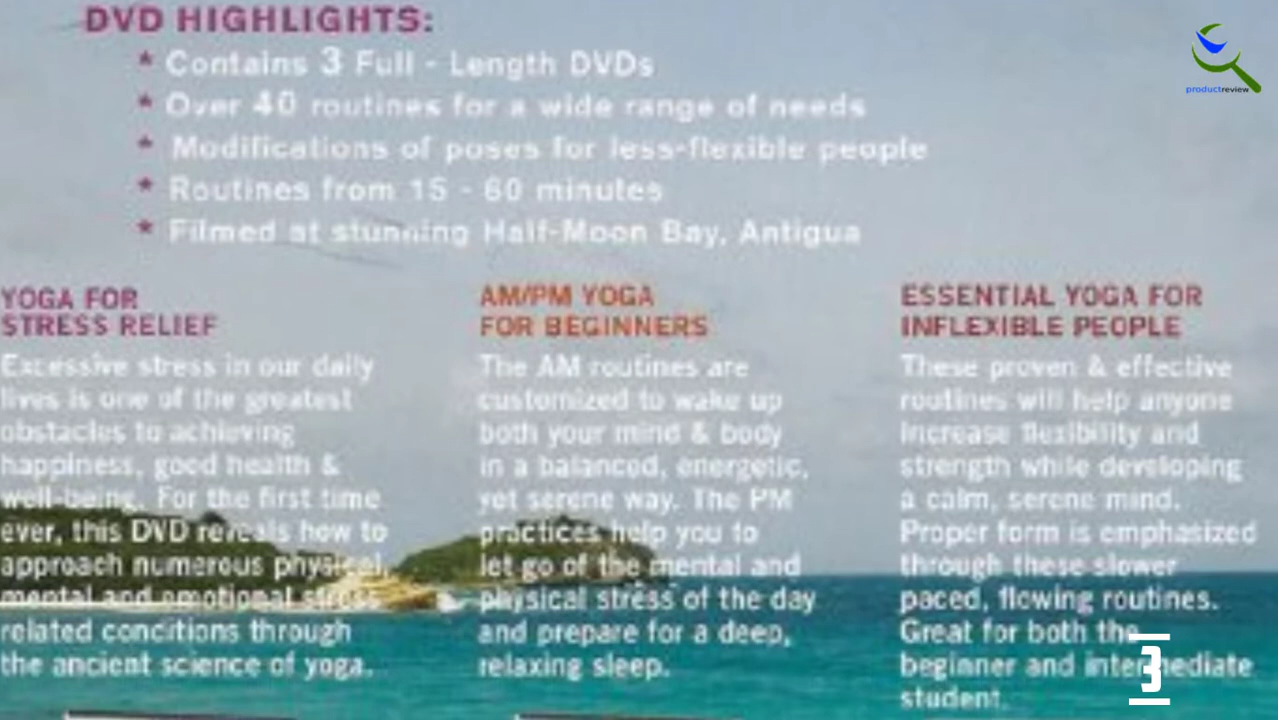 DVD HIGHLIGHTS:
* Contains 3 Full - Length DVDs
* Over 40 routines for a wide range of needs
* Modifications of poses for less-flexible people
* Routines from 15 - 60 minutes
* Filmed at stunning Half-Moon Bay, Antigua
productreview
YOGA FOR
STRESS RELIEF
Excessive stress in our daily
lives is one of the greatest
obstacles to achieving
happiness, good health &
well-being. For the first time
ever, this DVD reveals how to
approach numerous physical,
mental and emotional stress
related conditions through
the ancient science of yoga.
AM/PM YOGA
FOR BEGINNERS
The AM routines are
customized to wake up
both your mind & body
in a balanced, energetic,
yet serene way. The PM
practices help you to
let go of the mental and
physical stress of the day
and prepare for a deep,
relaxing sleep.
ESSENTIAL YOGA FOR
INFLEXIBLE PEOPLE
These proven & effective
routines will help anyone
increase flexibility and
strength while developing
a calm, serene mind.
Proper form is emphasized
through these slower
paced, flowing routines.
Great for both the
beginner and intermediate
student.
3